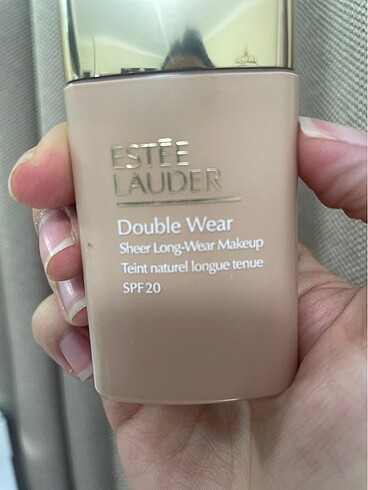 ESTĒE
LAUDER
Double Wear
Sheer Long-Wear Makeup
Teint naturel longue tenue
SPF 20